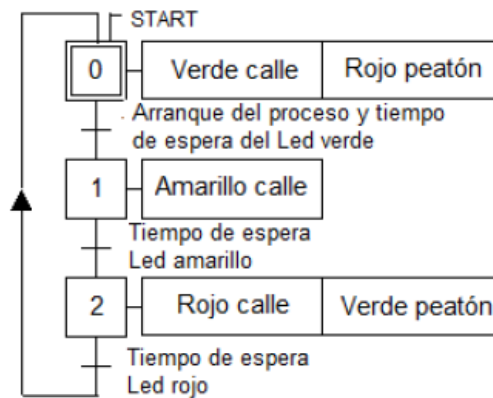 START
0
Verde calle
Rojo peatón
Arranque del proceso y tiempo
de espera del Led verde
1
Amarillo calle
Tiempo de espera
Led amarillo
2
Rojo calle
Verde peatón
Tiempo de espera
Led rojo